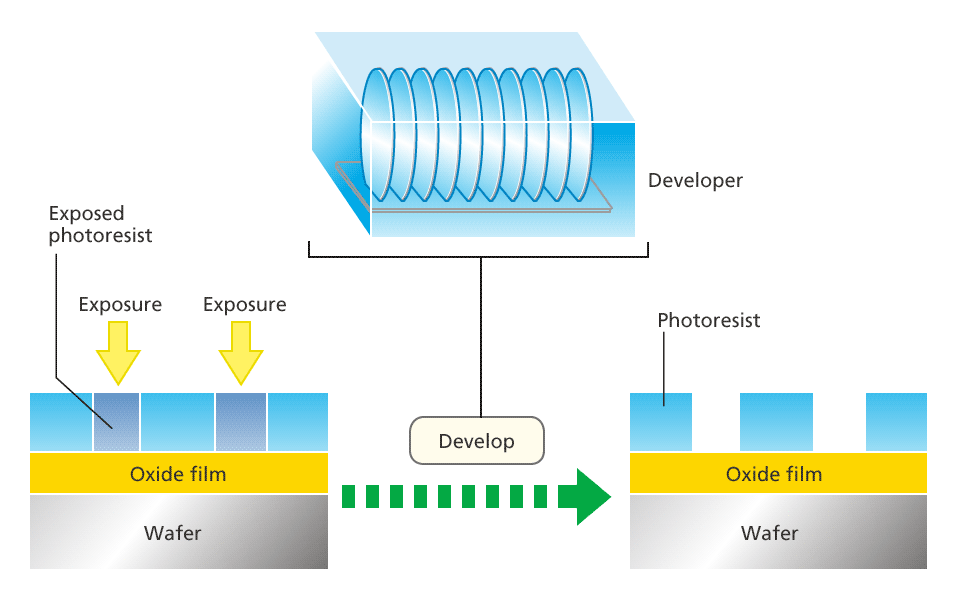 Developer
Exposed
photoresist
Exposure
Exposure
Photoresist
Develop
Oxide film
Wafer
Oxide film
Wafer